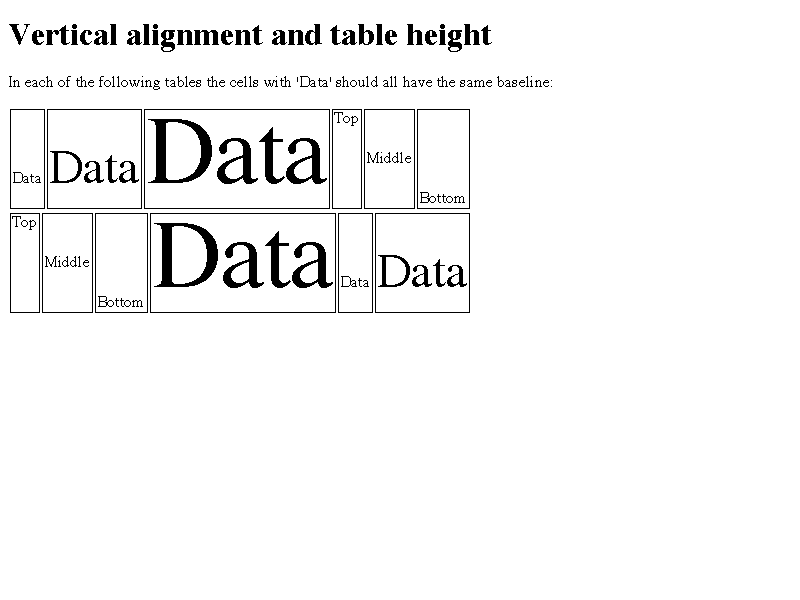 Vertical alignment and table height
In each of the following tables the cells with 'Data' should all have the same baseline:
Data Data Data Top Middle Bottom
Top Middle Bottom Data Data Data